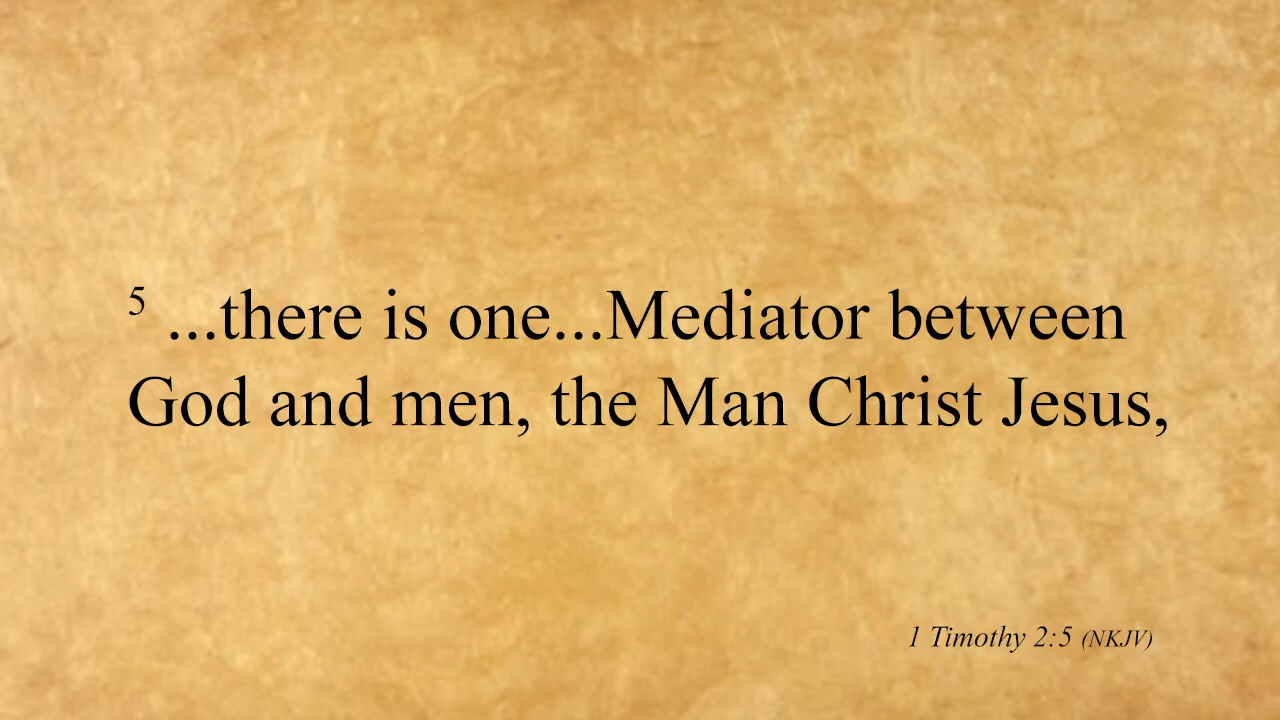 5 ...there is one...Mediator between
God and men, the Man Christ Jesus,
1 Timothy 2:5 (NKJV)